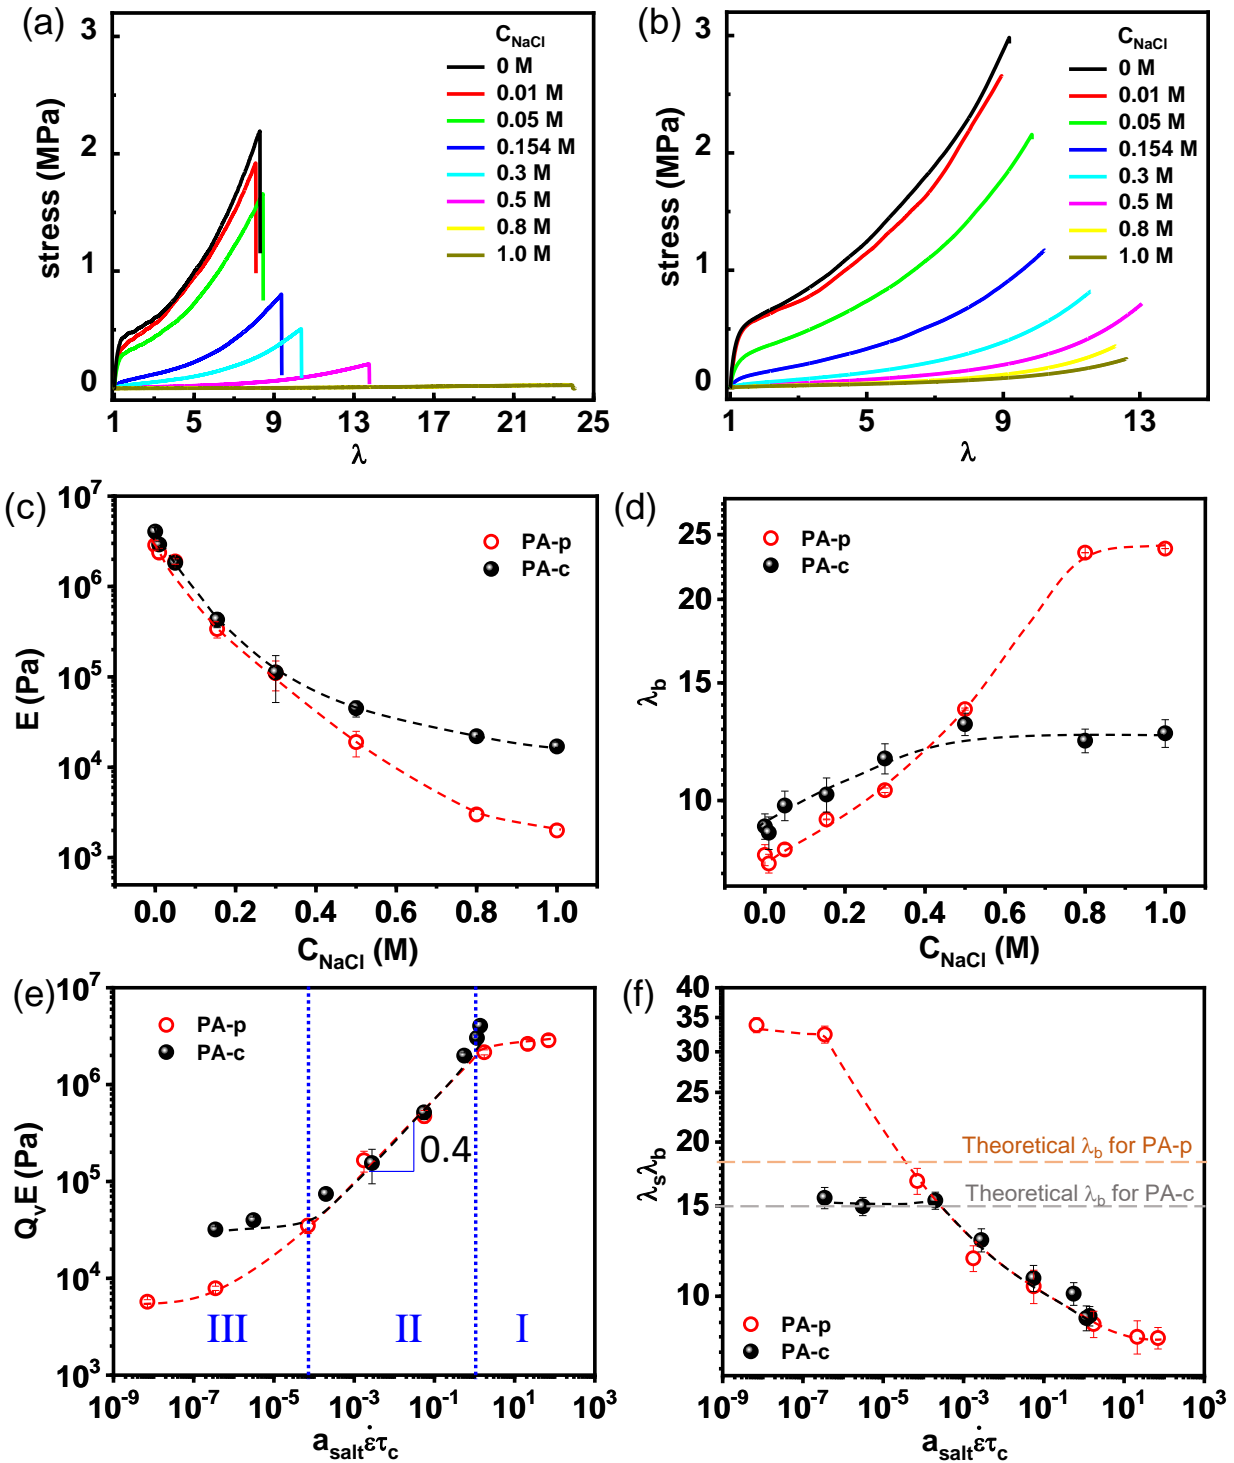 (a)
3
2
1
0
stress (MPa)
C_NaCl
0 M
0.01 M
0.05 M
0.154 M
0.3 M
0.5 M
0.8 M
1.0 M
1 5 9 13 17 21 25
λ
(b)
3
2
1
0
stress (MPa)
C_NaCl
0 M
0.01 M
0.05 M
0.154 M
0.3 M
0.5 M
0.8 M
1.0 M
1 5 9 13
λ
(c)
10^7
10^6
10^5
10^4
10^3
E (Pa)
PA-p
PA-c
0.0 0.2 0.4 0.6 0.8 1.0
C_NaCl (M)
(d)
25
20
15
10
λ_b
PA-p
PA-c
0.0 0.2 0.4 0.6 0.8 1.0
C_NaCl (M)
(e)
10^7
10^6
10^5
10^4
10^3
Q_vE (Pa)
PA-p
PA-c
0.4
III II I
10^-9 10^-7 10^-5 10^-3 10^-1 10^1 10^3
a_salt ε̇τ_c
(f)
40
35
30
25
20
15
10
λ_sλ_b
Theoretical λ_b for PA-p
Theoretical λ_b for PA-c
PA-p
PA-c
10^-9 10^-7 10^-5 10^-3 10^-1 10^1 10^3
a_salt ε̇τ_c